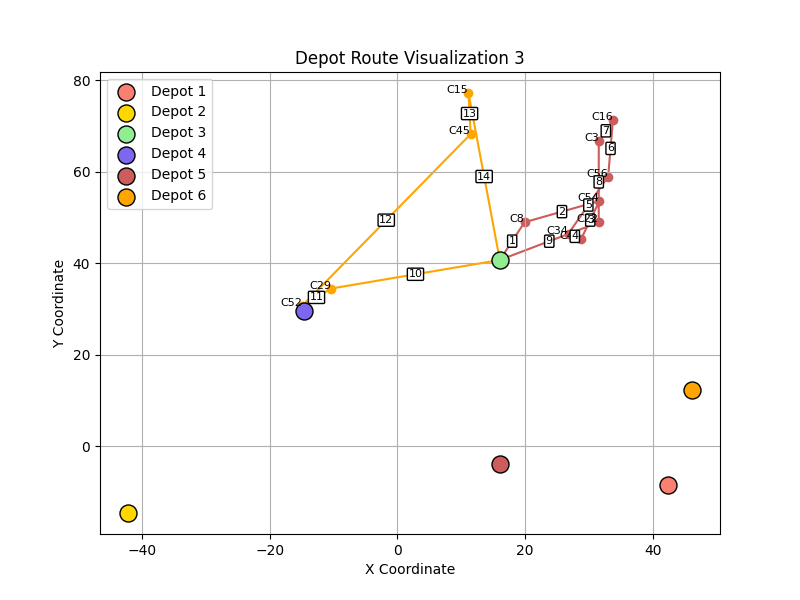 Depot Route Visualization 3
Depot 1
Depot 2
Depot 3
Depot 4
Depot 5
Depot 6
C15
C45
C16
C3
C56
C54
C8
C34
C29
C52
13
14
12
11
10
7
6
8
5
2
3
1
9
4
80
60
40
20
0
−40
−20
0
20
40
Y Coordinate
X Coordinate